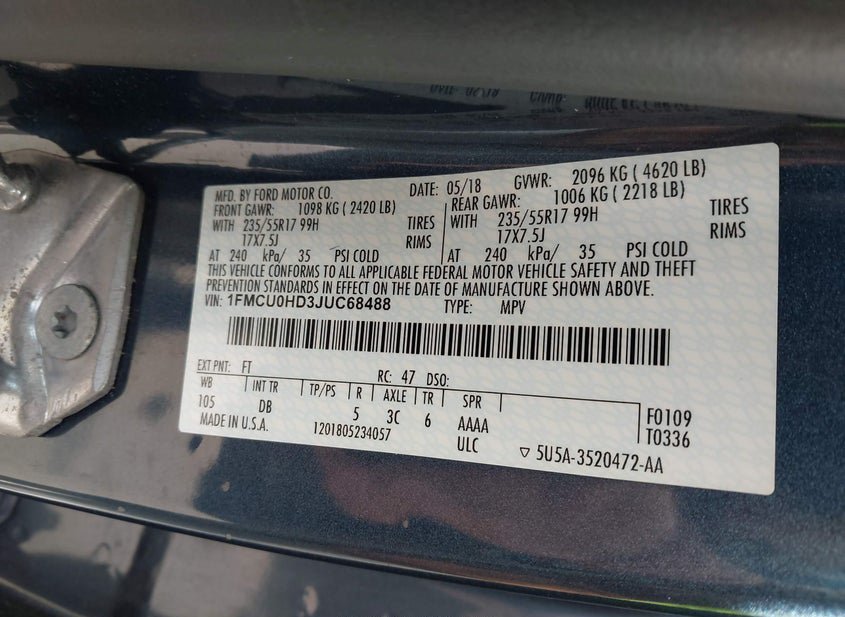 MFD. BY FORD MOTOR CO. DATE: 05/18 GVWR: 2096 KG ( 4620 LB)
FRONT GAWR: 1098 KG ( 2420 LB) REAR GAWR: 1006 KG ( 2218 LB)
WITH 235/55R17 99H TIRES WITH 235/55R17 99H TIRES
17X7.5J RIMS 17X7.5J RIMS
AT 240 kPa/ 35 PSI COLD AT 240 kPa/ 35 PSI COLD
THIS VEHICLE CONFORMS TO ALL APPLICABLE FEDERAL MOTOR VEHICLE SAFETY AND THEFT
PREVENTION STANDARDS IN EFFECT ON THE DATE OF MANUFACTURE SHOWN ABOVE.
VIN: 1FMCU0HD3JUC68488 TYPE: MPV
EXT PNT: FT RC: 47 DSO:
WB INT TR TP/PS R AXLE TR SPR
105 DB 5 3C 6 AAAA F0109
MADE IN U.S.A. 1201805234057 ULC T0336
5U5A-3520472-AA